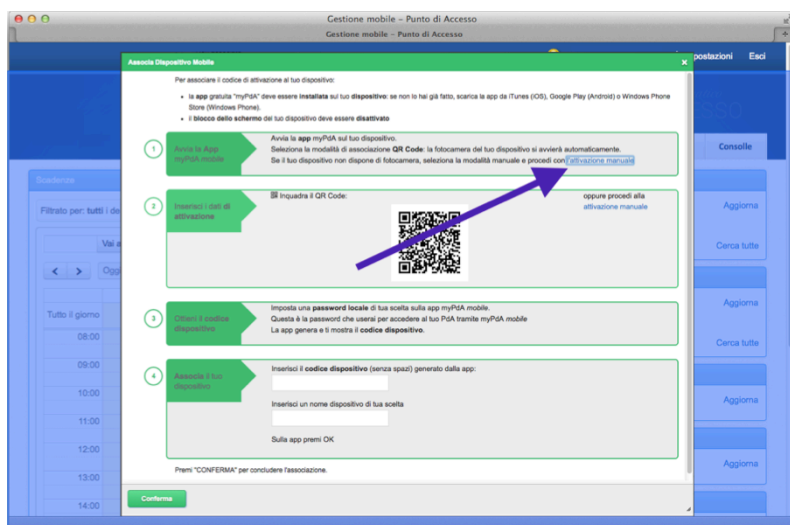 Gestione mobile – Punto di Accesso
Gestione mobile – Punto di Accesso
postazioni Esci
Associa Dispositivo Mobile
Per associare il codice di attivazione al tuo dispositivo:
• la app gratuita "myPdA" deve essere installata sul tuo dispositivo: se non lo hai già fatto, scarica la app da iTunes (iOS), Google Play (Android) o Windows Phone
Store (Windows Phone).
• il blocco dello schermo del tuo dispositivo deve essere disattivato
1
Avvia la App
myPdA mobile
Avvia la app myPdA sul tuo dispositivo.
Seleziona la modalità di associazione QR Code: la fotocamera del tuo dispositivo si avvierà automaticamente.
Se il tuo dispositivo non dispone di fotocamera, seleziona la modalità manuale e procedi con l'attivazione manuale
2
Inserisci i dati di
attivazione
Inquadra il QR Code:
oppure procedi alla
attivazione manuale
3
Ottieni il codice
dispositivo
Imposta una password locale di tua scelta sulla app myPdA mobile.
Questa è la password che userai per accedere al tuo PdA tramite myPdA mobile
La app genera e ti mostra il codice dispositivo.
4
Associa il tuo
dispositivo
Inserisci il codice dispositivo (senza spazi) generato dalla app:
Inserisci un nome dispositivo di tua scelta
Sulla app premi OK
Premi "CONFERMA" per concludere l'associazione.
Conferma
Scadenze
Filtrato per: tutti i de
Vai a
Oggi
Tutto il giorno
08:00
09:00
10:00
11:00
12:00
13:00
14:00
Consolle
Aggiorna
Cerca tutte
Aggiorna
Cerca tutte
Aggiorna
Aggiorna